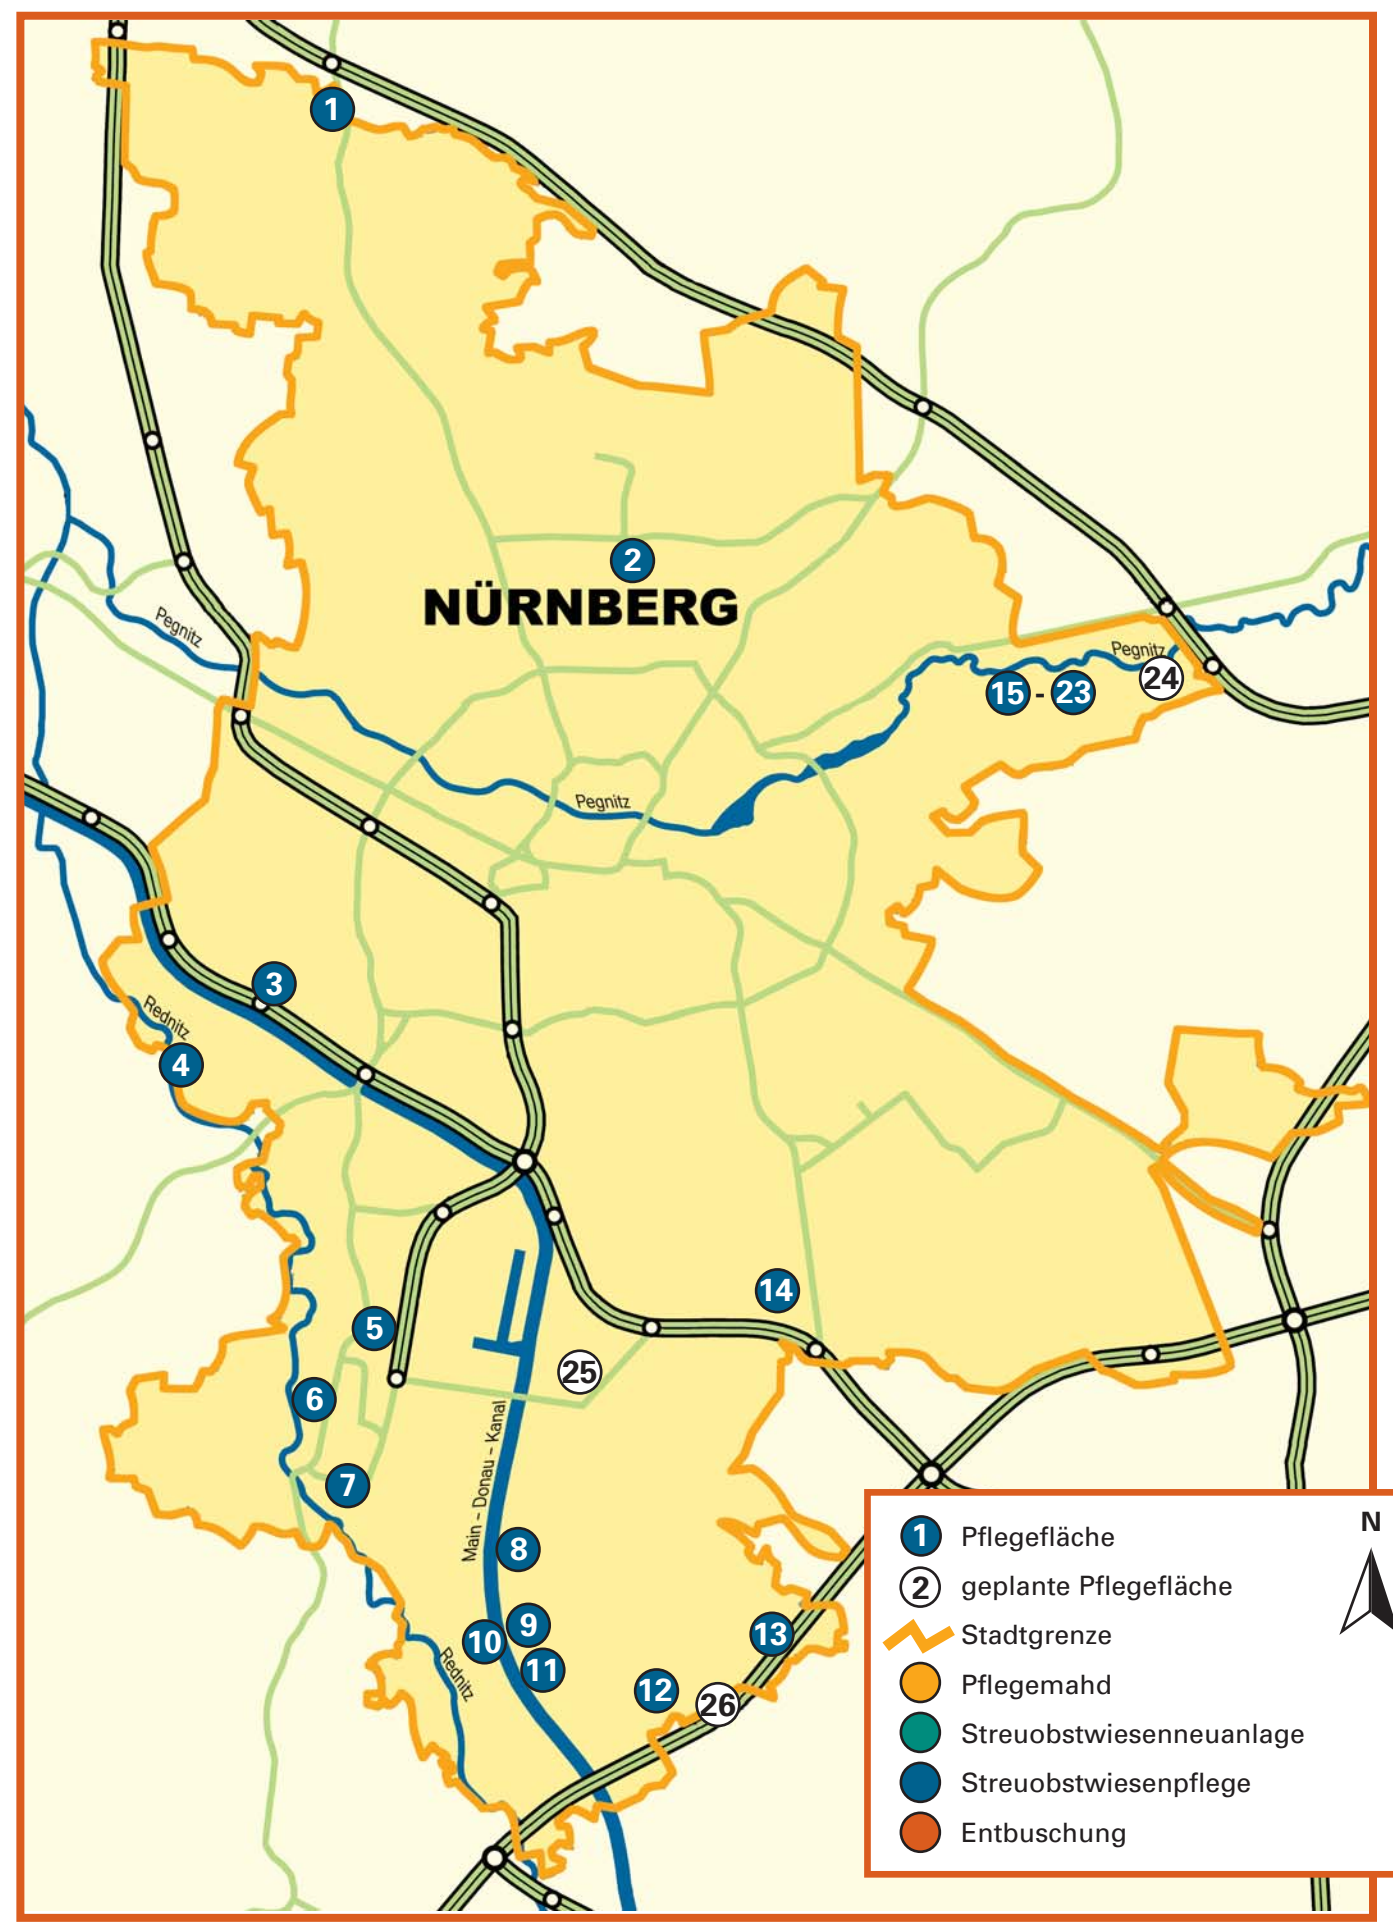 1
2
NÜRNBERG
Pegnitz
Pegnitz
24
15 - 23
Pegnitz
3
Rednitz
4
14
5
25
6
Main – Donau – Kanal
7
8
9
10
11
13
Rednitz
12
26
N
1 Pflegefläche
2 geplante Pflegefläche
Stadtgrenze
Pflegemahd
Streuobstwiesenneuanlage
Streuobstwiesenpflege
Entbuschung